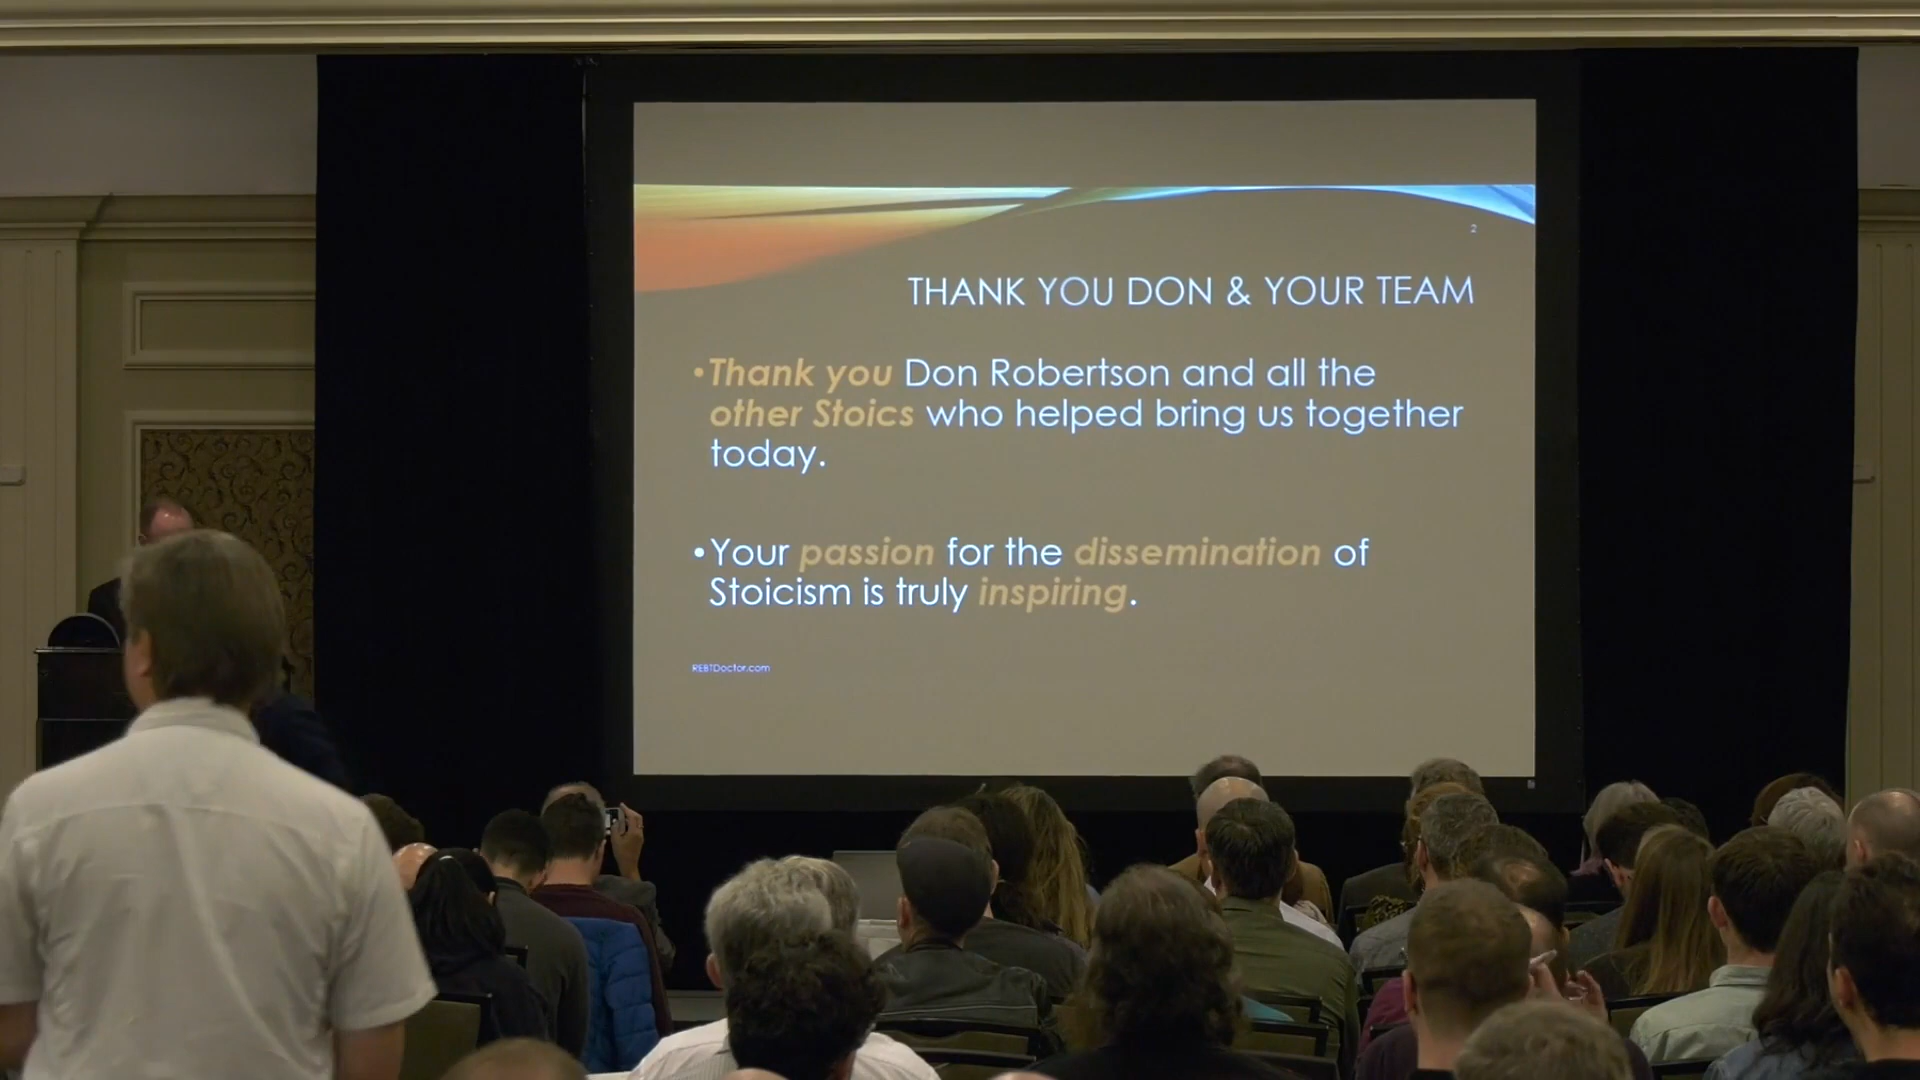 2
THANK YOU DON & YOUR TEAM
•Thank you Don Robertson and all the
other Stoics who helped bring us together
today.
•Your passion for the dissemination of
Stoicism is truly inspiring.
REBTDoctor.com